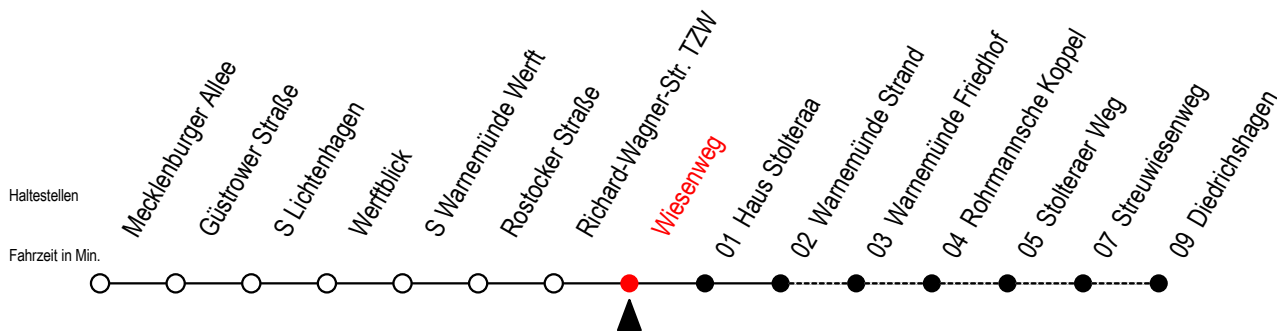 Haltestellen
Mecklenburger Allee
Güstrower Straße
S Lichtenhagen
Werftblick
S Warnemünde Werft
Rostocker Straße
Richard-Wagner-Str. TZW
Wiesenweg
01 Haus Stolteraa
02 Warnemünde Strand
03 Warnemünde Friedhof
04 Rohrmannsche Koppel
05 Stolteraer Weg
07 Streuwiesenweg
09 Diedrichshagen
Fahrzeit in Min.